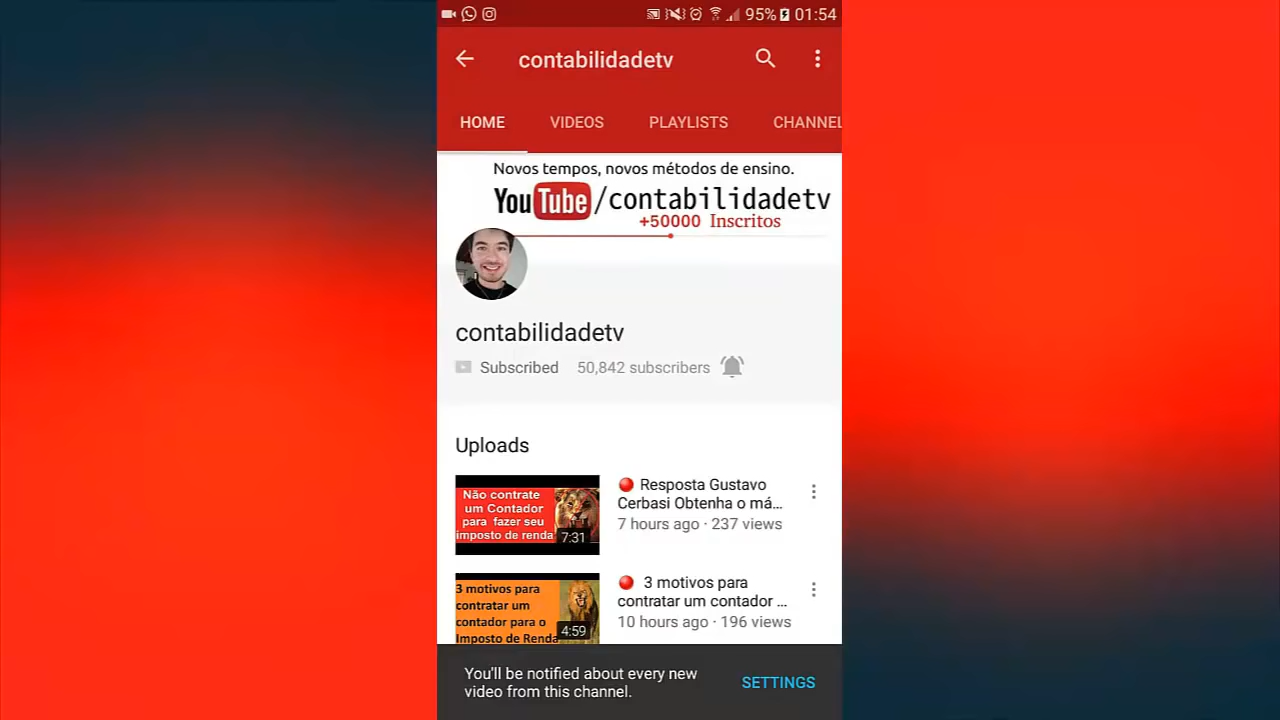 95% 01:54
contabilidadetv
HOME VIDEOS PLAYLISTS CHANNEL
Novos tempos, novos métodos de ensino.
YouTube/contabilidadetv
+50000 Inscritos
contabilidadetv
Subscribed 50,842 subscribers
Uploads
Não contrate
um Contador
para fazer seu
imposto de renda
7:31
Resposta Gustavo
Cerbasi Obtenha o má...
7 hours ago · 237 views
3 motivos para
contratar um
contador para o
Imposto de Renda
4:59
3 motivos para
contratar um contador ...
10 hours ago · 196 views
You'll be notified about every new
video from this channel.
SETTINGS